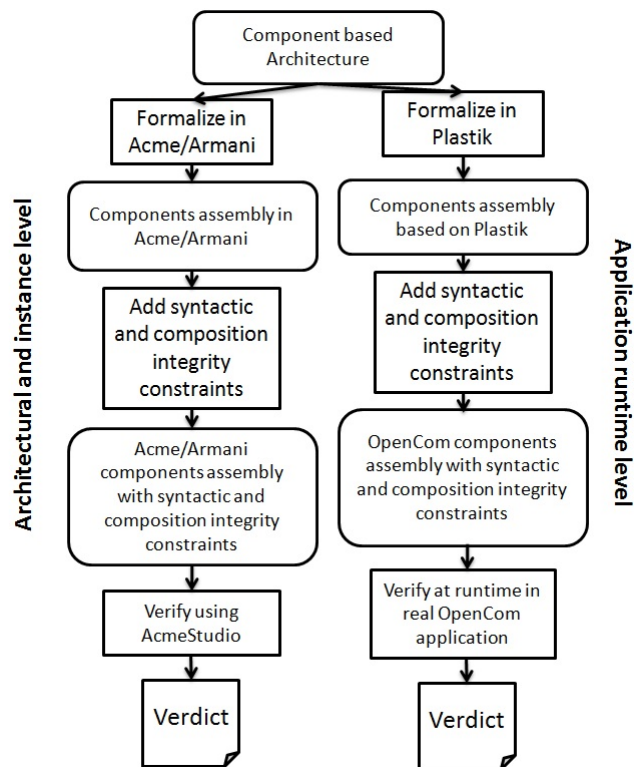 Component based
Architecture
Formalize in
Acme/Armani
Components assembly in
Acme/Armani
Add syntactic
and composition
integrity
constraints
Acme/Armani
components assembly
with syntactic and
composition integrity
constraints
Verify using
AcmeStudio
Verdict
Architectural and instance level
Formalize in
Plastik
Components assembly
based on Plastik
Add syntactic
and composition
integrity
constraints
OpenCom components
assembly with syntactic
and composition integrity
constraints
Verify at runtime in
real OpenCom
application
Verdict
Application runtime level